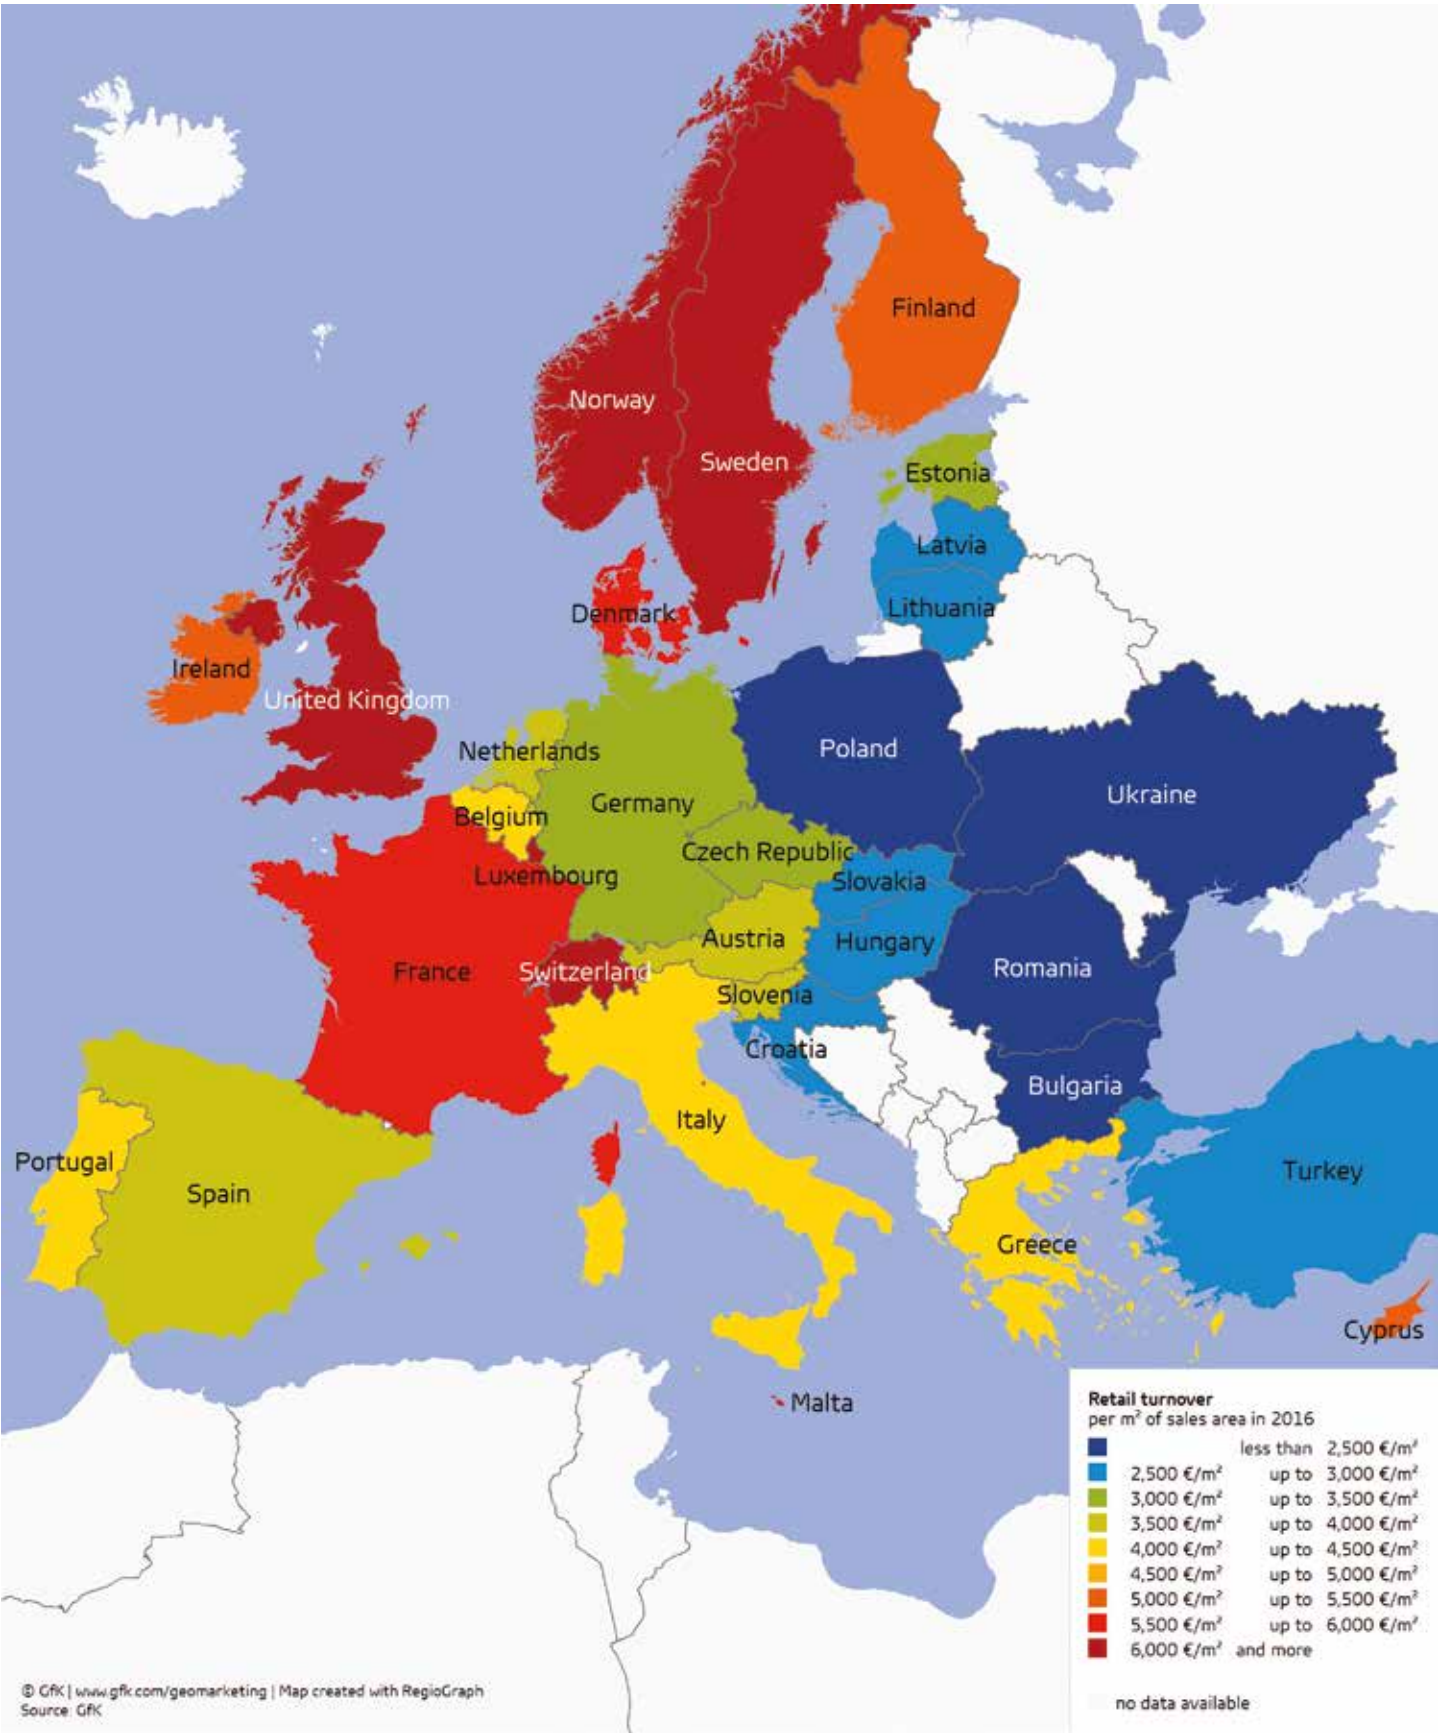 Finland
Norway
Sweden
Estonia
Latvia
Lithuania
Denmark
Ireland
United Kingdom
Netherlands
Poland
Ukraine
Germany
Belgium
Czech Republic
Luxembourg
Slovakia
Austria
Hungary
France
Switzerland
Romania
Slovenia
Croatia
Bulgaria
Italy
Portugal
Spain
Turkey
Greece
Cyprus
Malta
Retail turnover
per m² of sales area in 2016
less than 2,500 €/m²
2,500 €/m² up to 3,000 €/m²
3,000 €/m² up to 3,500 €/m²
3,500 €/m² up to 4,000 €/m²
4,000 €/m² up to 4,500 €/m²
4,500 €/m² up to 5,000 €/m²
5,000 €/m² up to 5,500 €/m²
5,500 €/m² up to 6,000 €/m²
6,000 €/m² and more
no data available
© GfK | www.gfk.com/geomarketing | Map created with RegioGraph
Source: GfK